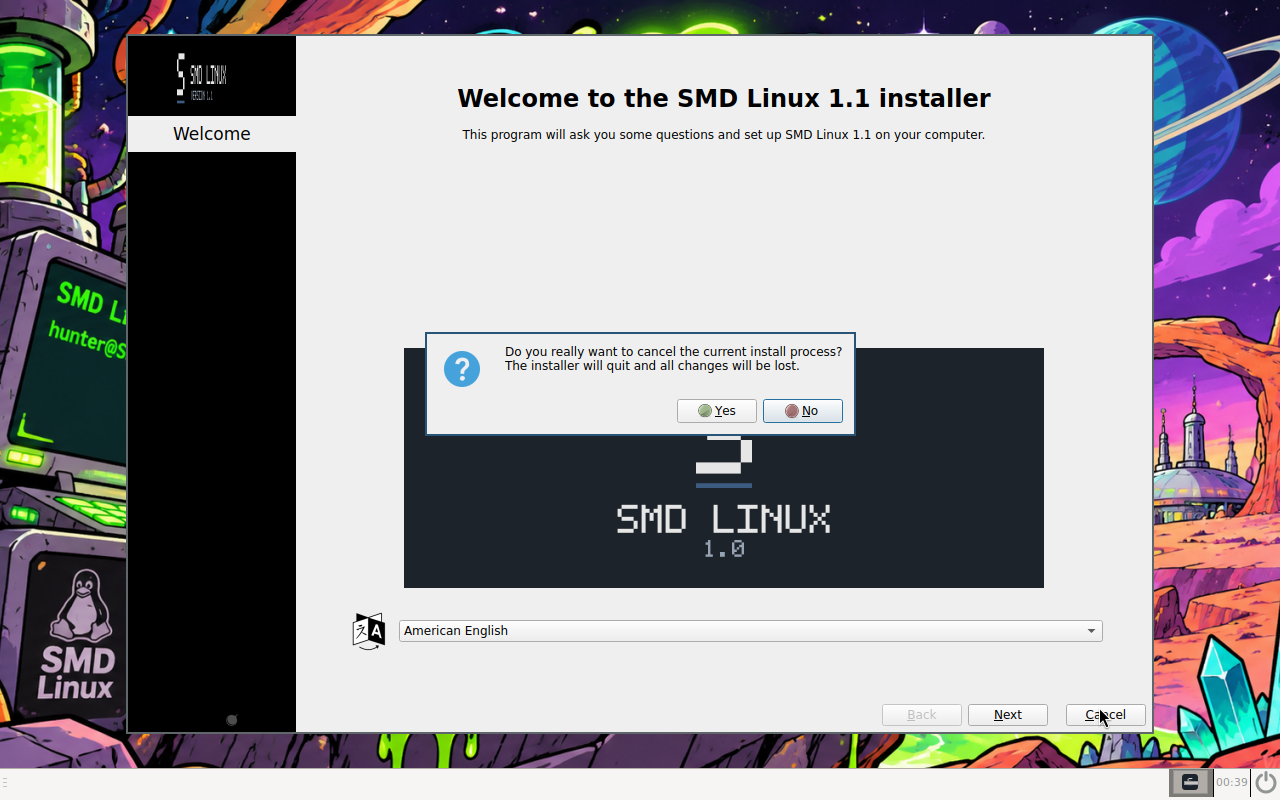 SMD LINUX
VERSION 1.1
Welcome
Welcome to the SMD Linux 1.1 installer
This program will ask you some questions and set up SMD Linux 1.1 on your computer.
SMD Li
hunter@S
Do you really want to cancel the current install process?
The installer will quit and all changes will be lost.
Yes
No
S
SMD LINUX
1.0
American English
SMD
Linux
Back
Next
Cancel
00:39